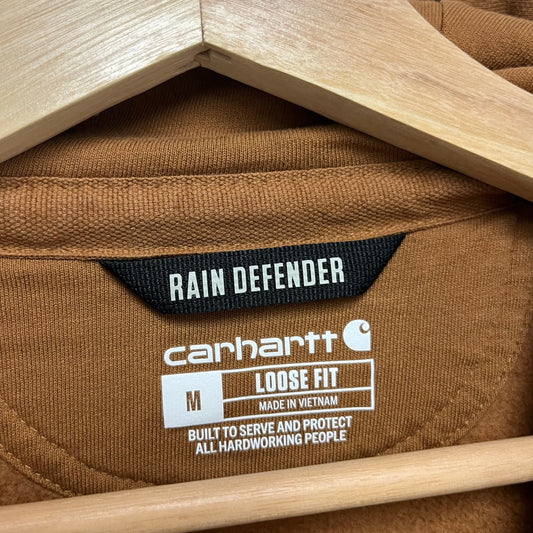 RAIN DEFENDER
carhartt
M
LOOSE FIT
MADE IN VIETNAM
BUILT TO SERVE AND PROTECT
ALL HARDWORKING PEOPLE